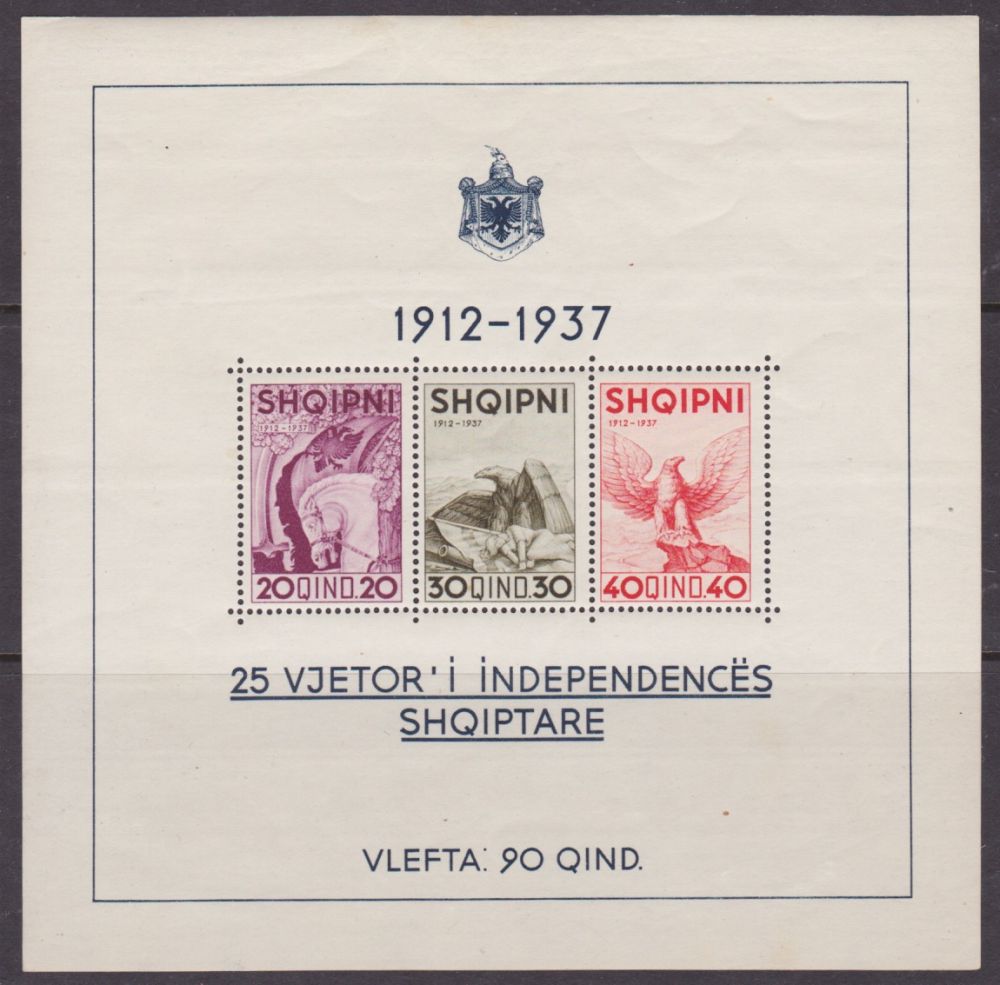 1912-1937
SHQIPNI
1912-1937
20 QIND. 20
SHQIPNI
1912-1937
30 QIND. 30
SHQIPNI
1912-1937
40 QIND. 40
25 VJETOR'I INDEPENDENCËS
SHQIPTARE
VLEFTA: 90 QIND.